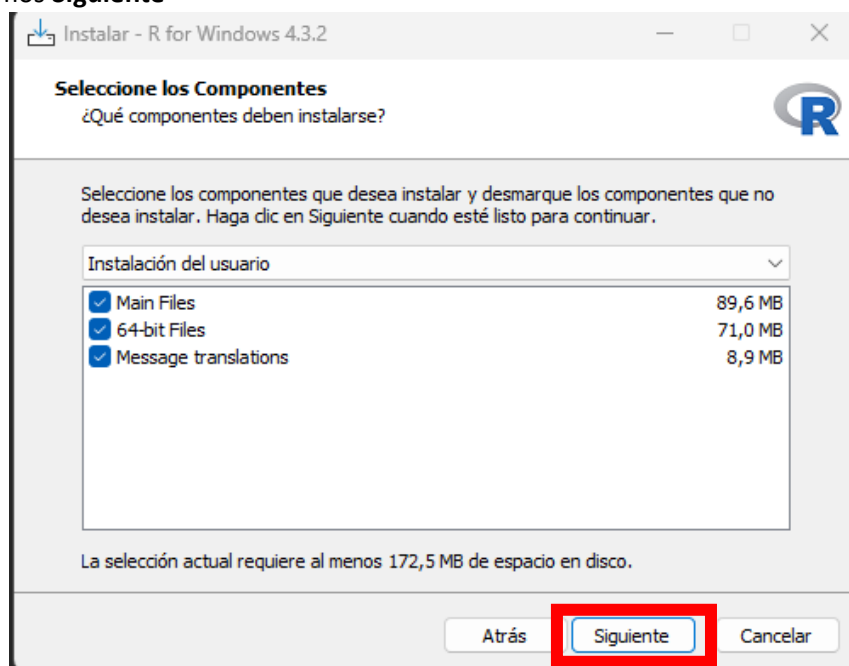 nos Siguiente
Instalar - R for Windows 4.3.2
Seleccione los Componentes
¿Qué componentes deben instalarse?
R
Seleccione los componentes que desea instalar y desmarque los componentes que no
desea instalar. Haga clic en Siguiente cuando esté listo para continuar.
Instalación del usuario
Main Files 89,6 MB
64-bit Files 71,0 MB
Message translations 8,9 MB
La selección actual requiere al menos 172,5 MB de espacio en disco.
Atrás Siguiente Cancelar